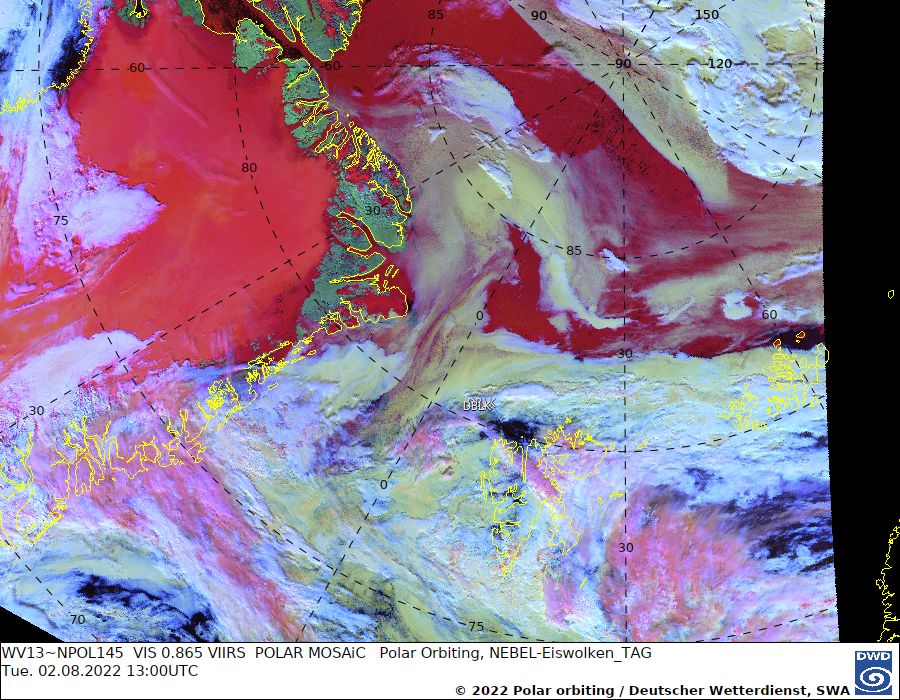 85 90 150
60 60 90 120
80
75 30
85
0 60
30
30 DBLK
0
30
70 75
WV13~NPOL145 VIS 0.865 VIIRS POLAR MOSAiC Polar Orbiting, NEBEL-Eiswolken_TAG
Tue. 02.08.2022 13:00UTC
DWD
© 2022 Polar orbiting / Deutscher Wetterdienst, SWA